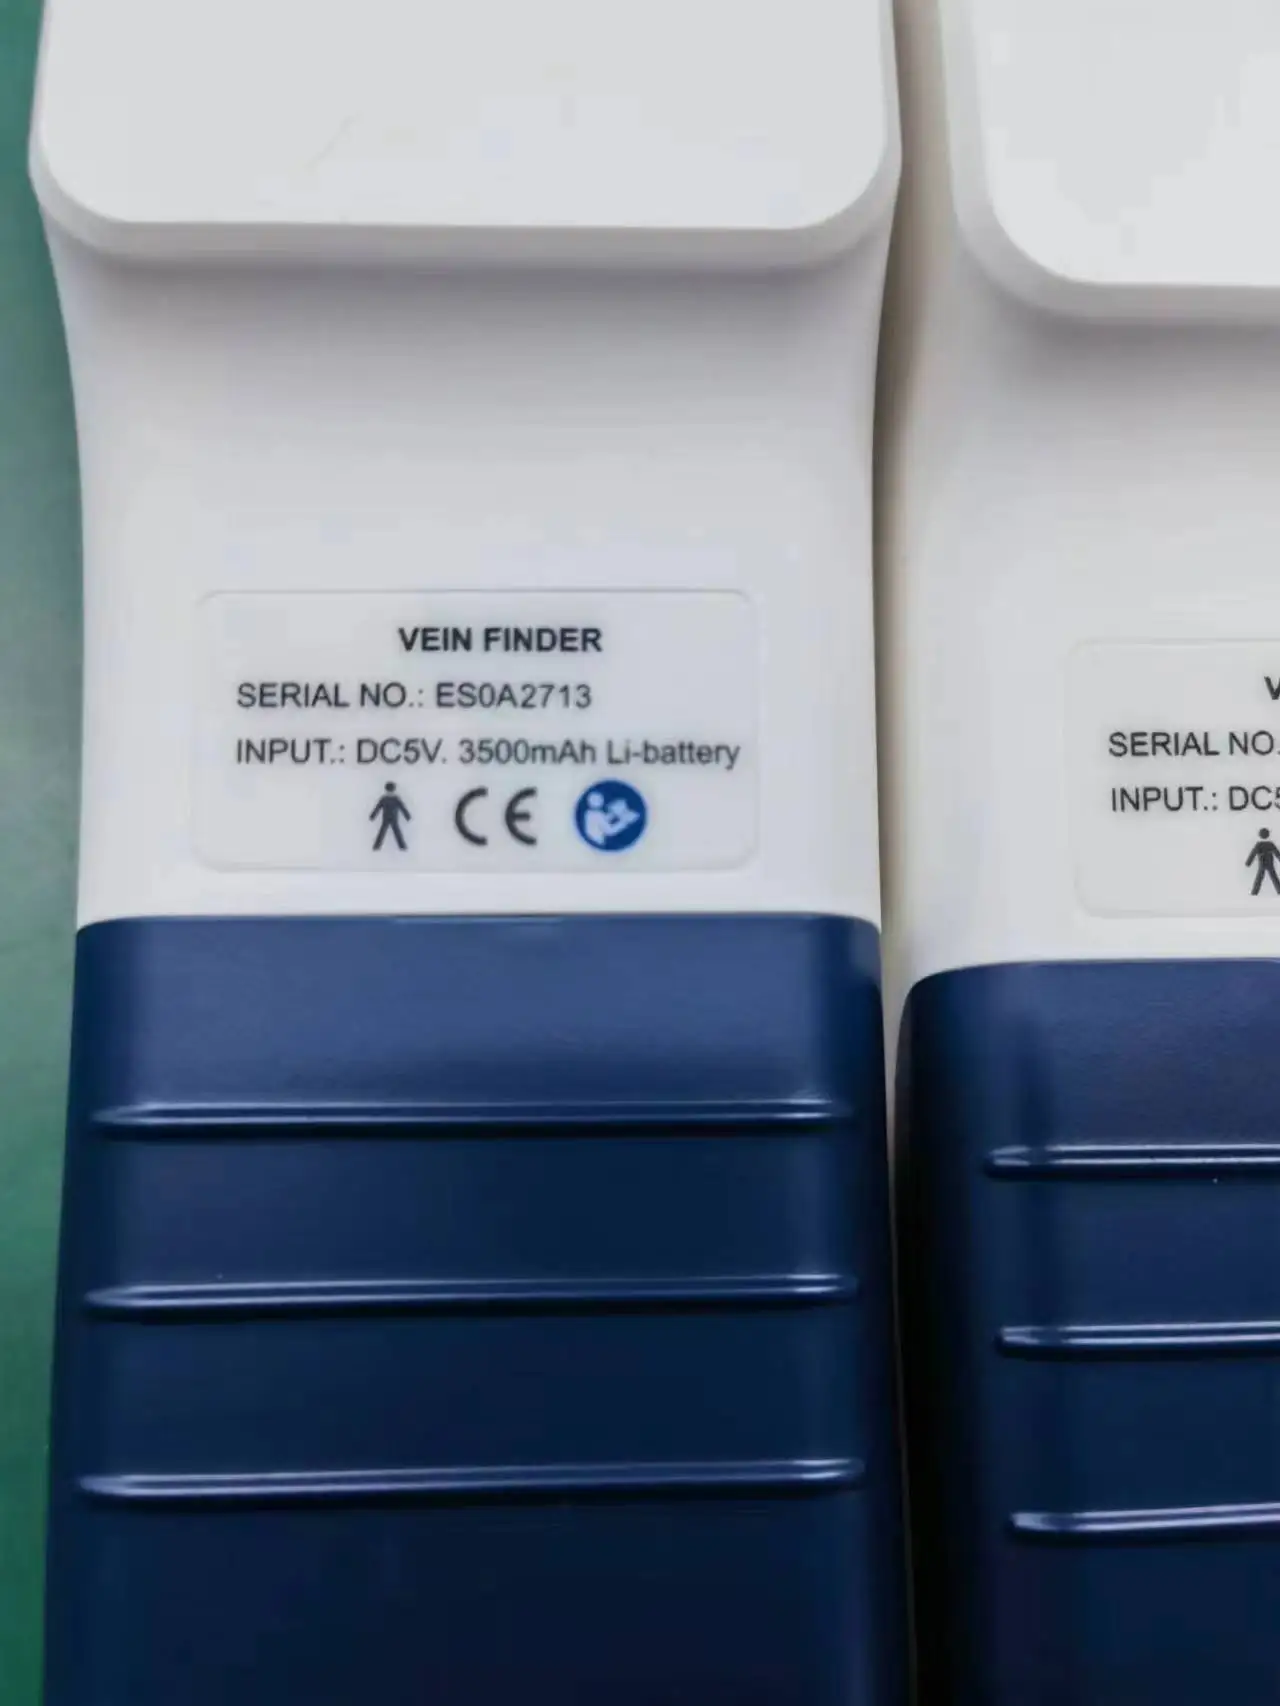 VEIN FINDER
SERIAL NO.: ES0A2713
INPUT.: DC5V. 3500mAh Li-battery
CE
V
SERIAL NO.
INPUT.: DC5